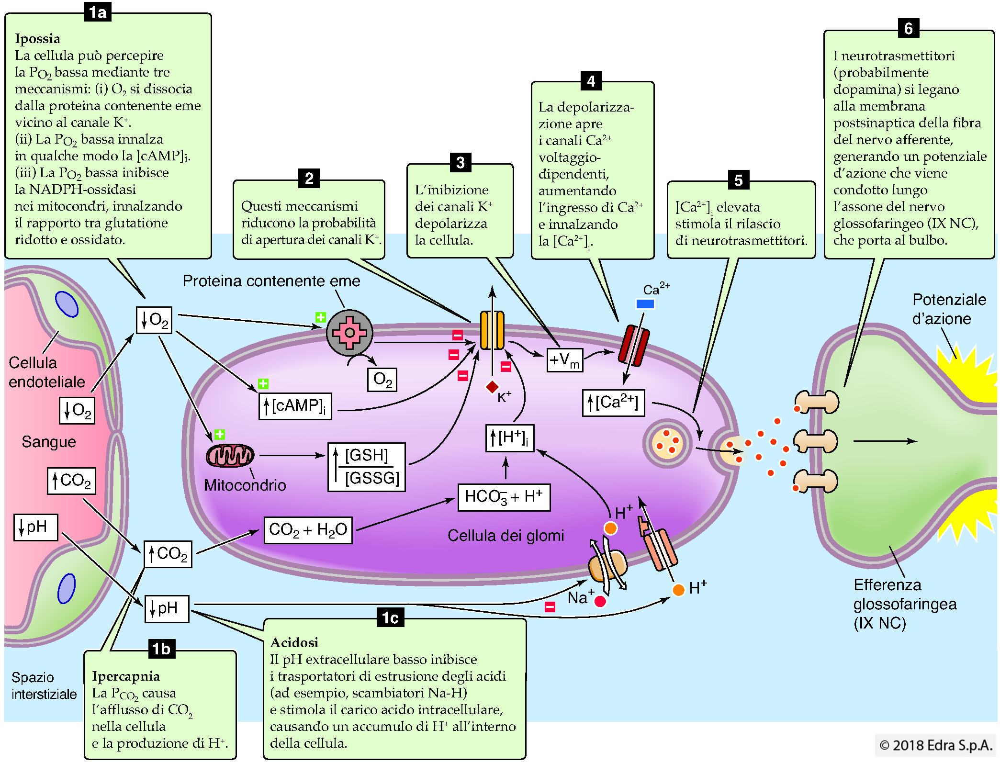 1a
Ipossia
La cellula può percepire
la PO2 bassa mediante tre
meccanismi: (i) O2 si dissocia
dalla proteina contenente eme
vicino al canale K+.
(ii) La PO2 bassa innalza
in qualche modo la [cAMP]i.
(iii) La PO2 bassa inibisce
la NADPH-ossidasi
nei mitocondri, innalzando
il rapporto tra glutatione
ridotto e ossidato.
2
Questi meccanismi
riducono la probabilità
di apertura dei canali K+.
3
L'inibizione
dei canali K+
depolarizza
la cellula.
4
La depolarizza-
zione apre
i canali Ca2+
voltaggio-
dipendenti,
aumentando
l'ingresso di Ca2+
e innalzando
la [Ca2+]i.
5
[Ca2+]i elevata
stimola il rilascio
di neurotrasmettitori.
6
I neurotrasmettitori
(probabilmente
dopamina) si legano
alla membrana
postsinaptica della fibra
del nervo afferente,
generando un potenziale
d'azione che viene
condotto lungo
l'assone del nervo
glossofaringeo (IX NC),
che porta al bulbo.
Proteina contenente eme
Ca2+
Potenziale
d'azione
↓O2
+
−
Cellula
endoteliale
+Vm
−
−
−
O2
K+
+
↓O2
↑[cAMP]i
↑[Ca2+]
Sangue
+
↑[H+]i
↑[GSH]
[GSSG]
Mitocondrio
↑CO2
HCO3− + H+
↓pH
CO2 + H2O
H+
Cellula dei glomi
↑CO2
Na+
H+
−
↓pH
Efferenza
glossofaringea
(IX NC)
1b
Ipercapnia
La PCO2 causa
l'afflusso di CO2
nella cellula
e la produzione di H+.
1c
Acidosi
Il pH extracellulare basso inibisce
i trasportatori di estrusione degli acidi
(ad esempio, scambiatori Na-H)
e stimola il carico acido intracellulare,
causando un accumulo di H+ all'interno
della cellula.
Spazio
interstiziale
© 2018 Edra S.p.A.